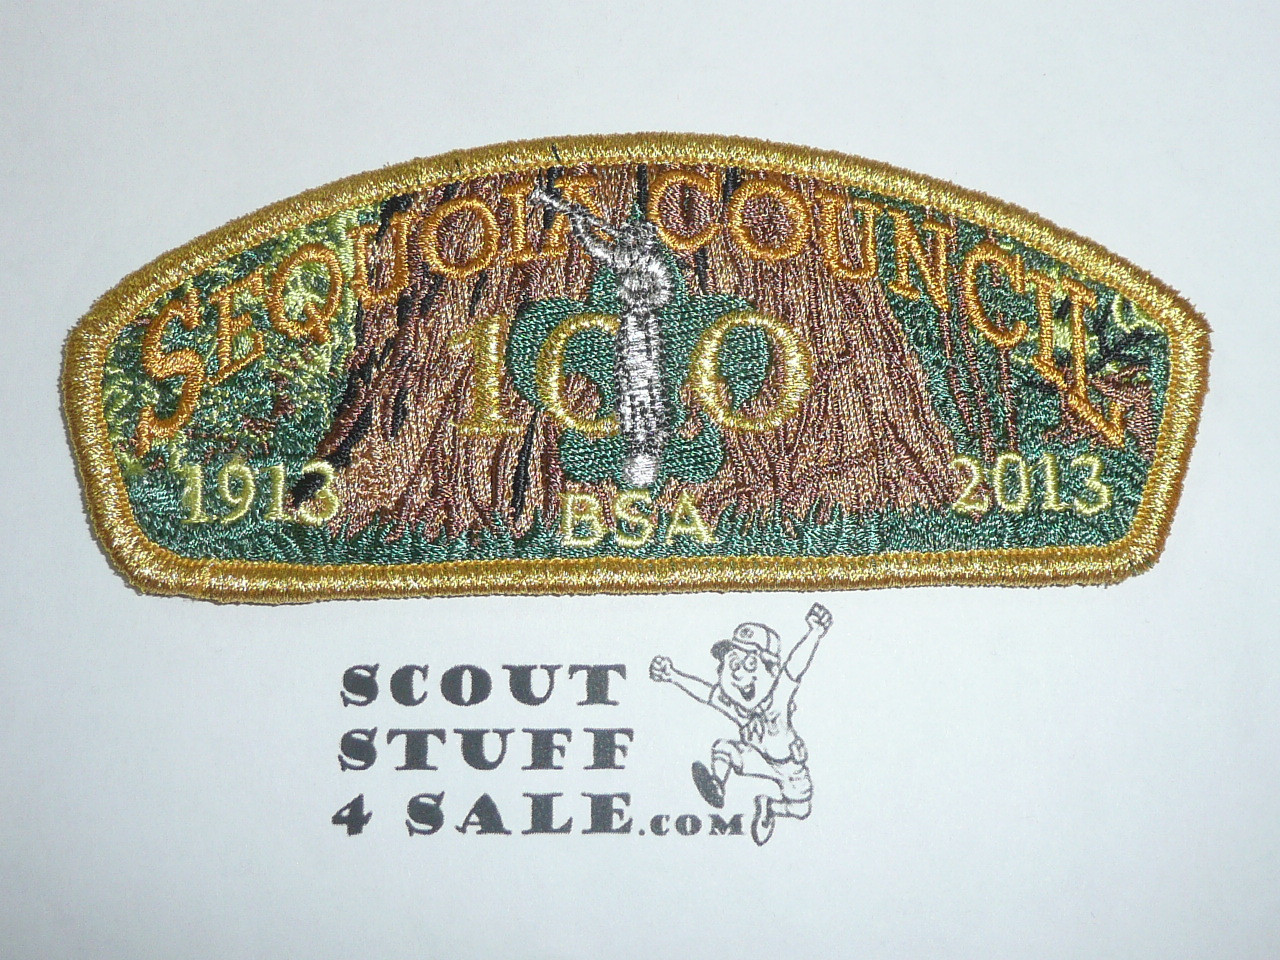 SEQUOIA COUNCIL
100
1913
2013
BSA
SCOUT
STUFF
4 SALE.COM